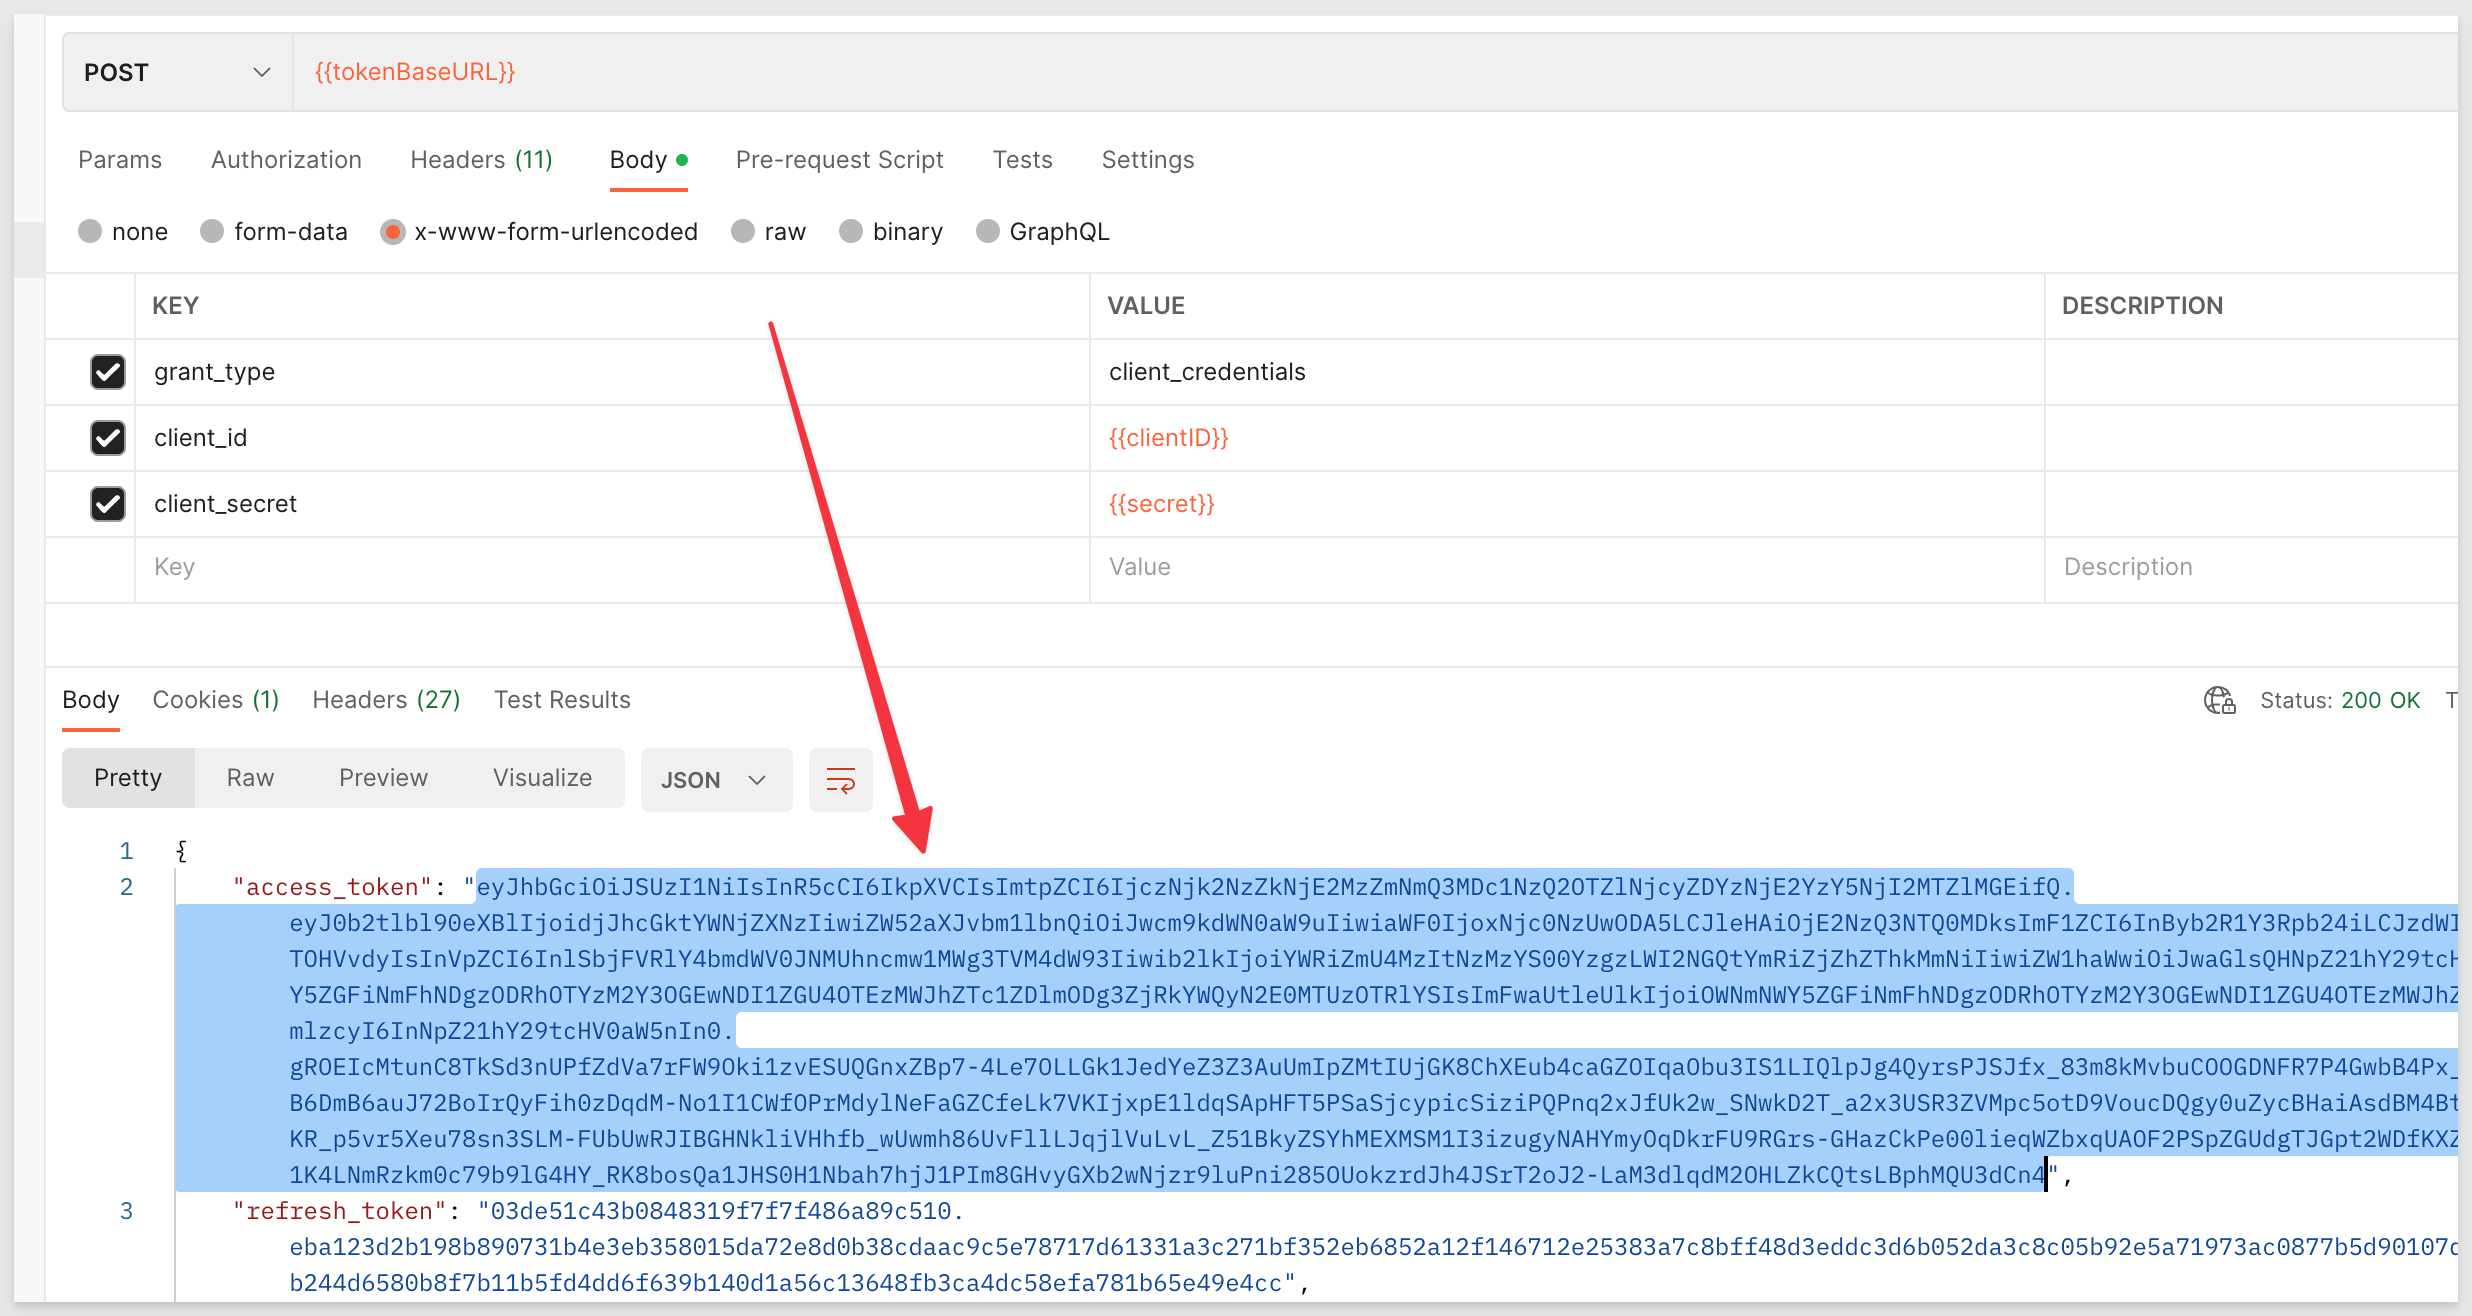 POST {{tokenBaseURL}}
Params Authorization Headers (11) Body Pre-request Script Tests Settings
none form-data x-www-form-urlencoded raw binary GraphQL
KEY VALUE DESCRIPTION
grant_type client_credentials
client_id {{clientID}}
client_secret {{secret}}
Key Value Description
Body Cookies (1) Headers (27) Test Results Status: 200 OK T
Pretty Raw Preview Visualize JSON
1 {
2 "access_token": "eyJhbGciOiJSUzI1NiIsInR5cCI6IkpXVCIsImtpZCI6IjczNjk2NzZkNjE2MzZmNmQ3MDc1NzQ2OTZlNjcyZDYzNjE2YzY5NjI2MTZlMGEifQ.
eyJ0b2tlbl90eXBlIjoidjJhcGktYWNjZXNzIiwiZW52aXJvbm1lbnQiOiJwcm9kdWN0aW9uIiwiaWF0IjoxNjc0NzUwODA5LCJleHAiOjE2NzQ3NTQ0MDksImF1ZCI6InByb2R1Y3Rpb24iLCJzdWI
TOHVvdyIsInVpZCI6InlSbjFVRlY4bmdWV0JNMUhncmw1MWg3TVM4dW93Iiwib2lkIjoiYWRiZmU4MzItNzMzYS00YzgzLWI2NGQtYmRiZjZhZThkMmNiIiwiZW1haWwiOiJwaGlsQHNpZ21hY29tcH
Y5ZGFiNmFhNDgzODRhOTYzM2Y3OGEwNDI1ZGU4OTEzMWJhZTc1ZDlmODg3ZjRkYWQyN2E0MTUzOTRlYSIsImFwaUtleUlkIjoiOWNmNWY5ZGFiNmFhNDgzODRhOTYzM2Y3OGEwNDI1ZGU4OTEzMWJhZ
mlzcyI6InNpZ21hY29tcHV0aW5nIn0.
gROEIcMtunC8TkSd3nUPfZdVa7rFW9Oki1zvESUQGnxZBp7-4Le7OLLGk1JedYeZ3Z3AuUmIpZMtIUjGK8ChXEub4caGZOIqaObu3IS1LIQlpJg4QyrsPJSJfx_83m8kMvbuCOOGDNFR7P4GwbB4Px_
B6DmB6auJ72BoIrQyFih0zDqdM-No1I1CWfOPrMdylNeFaGZCfeLk7VKIjxpE1ldqSApHFT5PSaSjcypicSiziPQPnq2xJfUk2w_SNwkD2T_a2x3USR3ZVMpc5otD9VoucDQgy0uZycBHaiAsdBM4Bt
KR_p5vr5Xeu78sn3SLM-FUbUwRJIBGHNkliVHhfb_wUwmh86UvFllLJqjlVuLvL_Z51BkyZSYhMEXMSM1I3izugyNAHYmyOqDkrFU9RGrs-GHazCkPe00lieqWZbxqUAOF2PSpZGUdgTJGpt2WDfKXZ
1K4LNmRzkm0c79b9lG4HY_RK8bosQa1JHS0H1Nbah7hjJ1PIm8GHvyGXb2wNjzr9luPni285OUokzrdJh4JSrT2oJ2-LaM3dlqdM2OHLZkCQtsLBphMQU3dCn4",
3 "refresh_token": "03de51c43b0848319f7f7f486a89c510.
eba123d2b198b890731b4e3eb358015da72e8d0b38cdaac9c5e78717d61331a3c271bf352eb6852a12f146712e25383a7c8bff48d3eddc3d6b052da3c8c05b92e5a71973ac0877b5d90107d
b244d6580b8f7b11b5fd4dd6f639b140d1a56c13648fb3ca4dc58efa781b65e49e4cc",